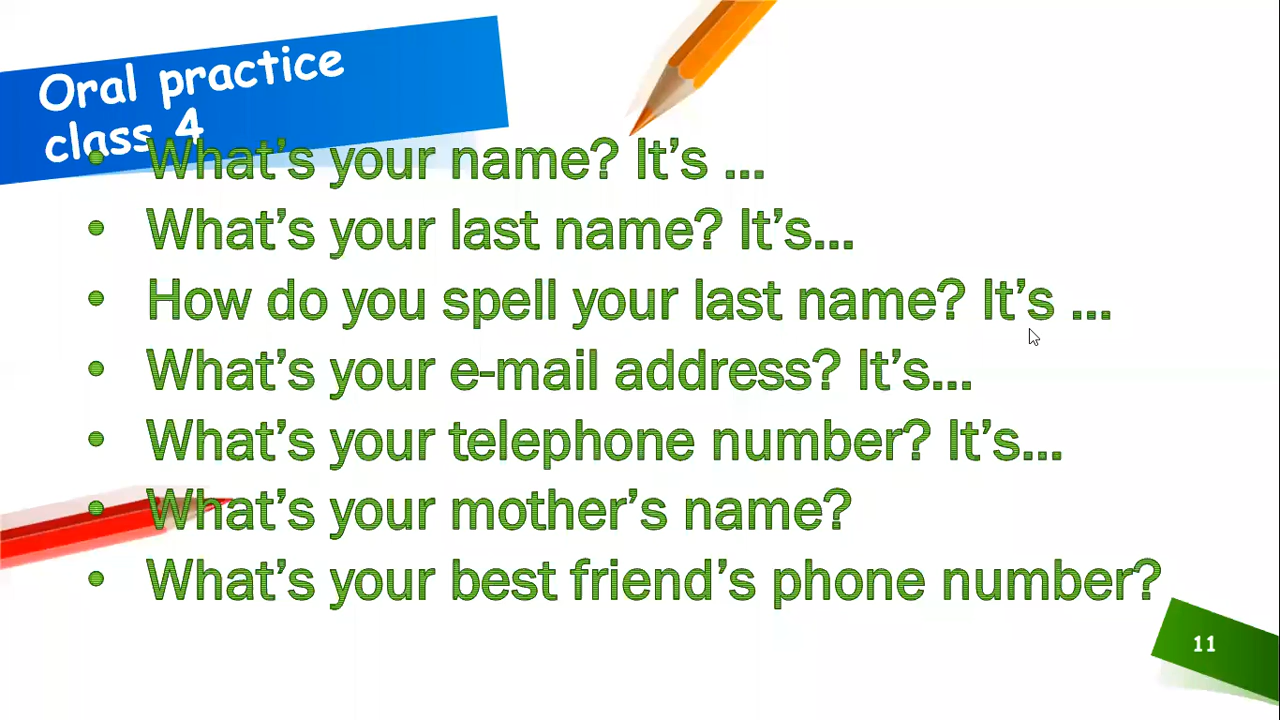 Oral practice
class 4
• What’s your name? It’s ...
• What’s your last name? It’s...
• How do you spell your last name? It’s ...
• What’s your e-mail address? It’s...
• What’s your telephone number? It’s...
• What’s your mother’s name?
• What’s your best friend’s phone number?
11